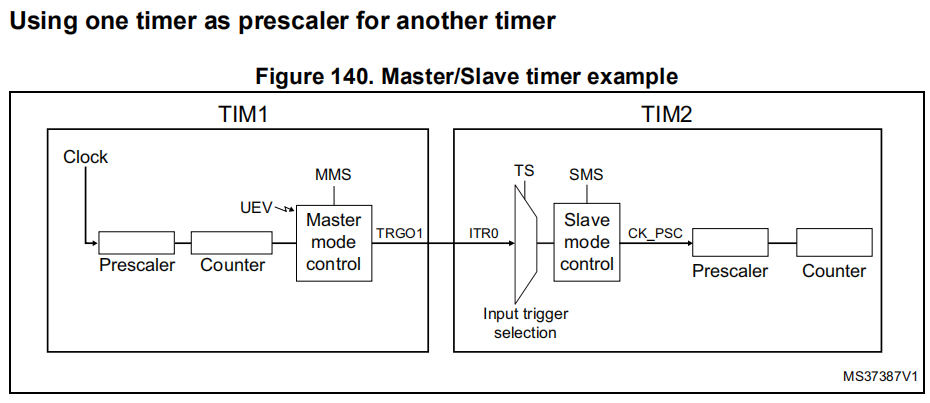 Using one timer as prescaler for another timer
Figure 140. Master/Slave timer example
TIM1
TIM2
Clock
MMS
TS
SMS
UEV
Master
mode
control
TRGO1
ITR0
Slave
mode
control
CK_PSC
Prescaler
Counter
Prescaler
Counter
Input trigger
selection
MS37387V1